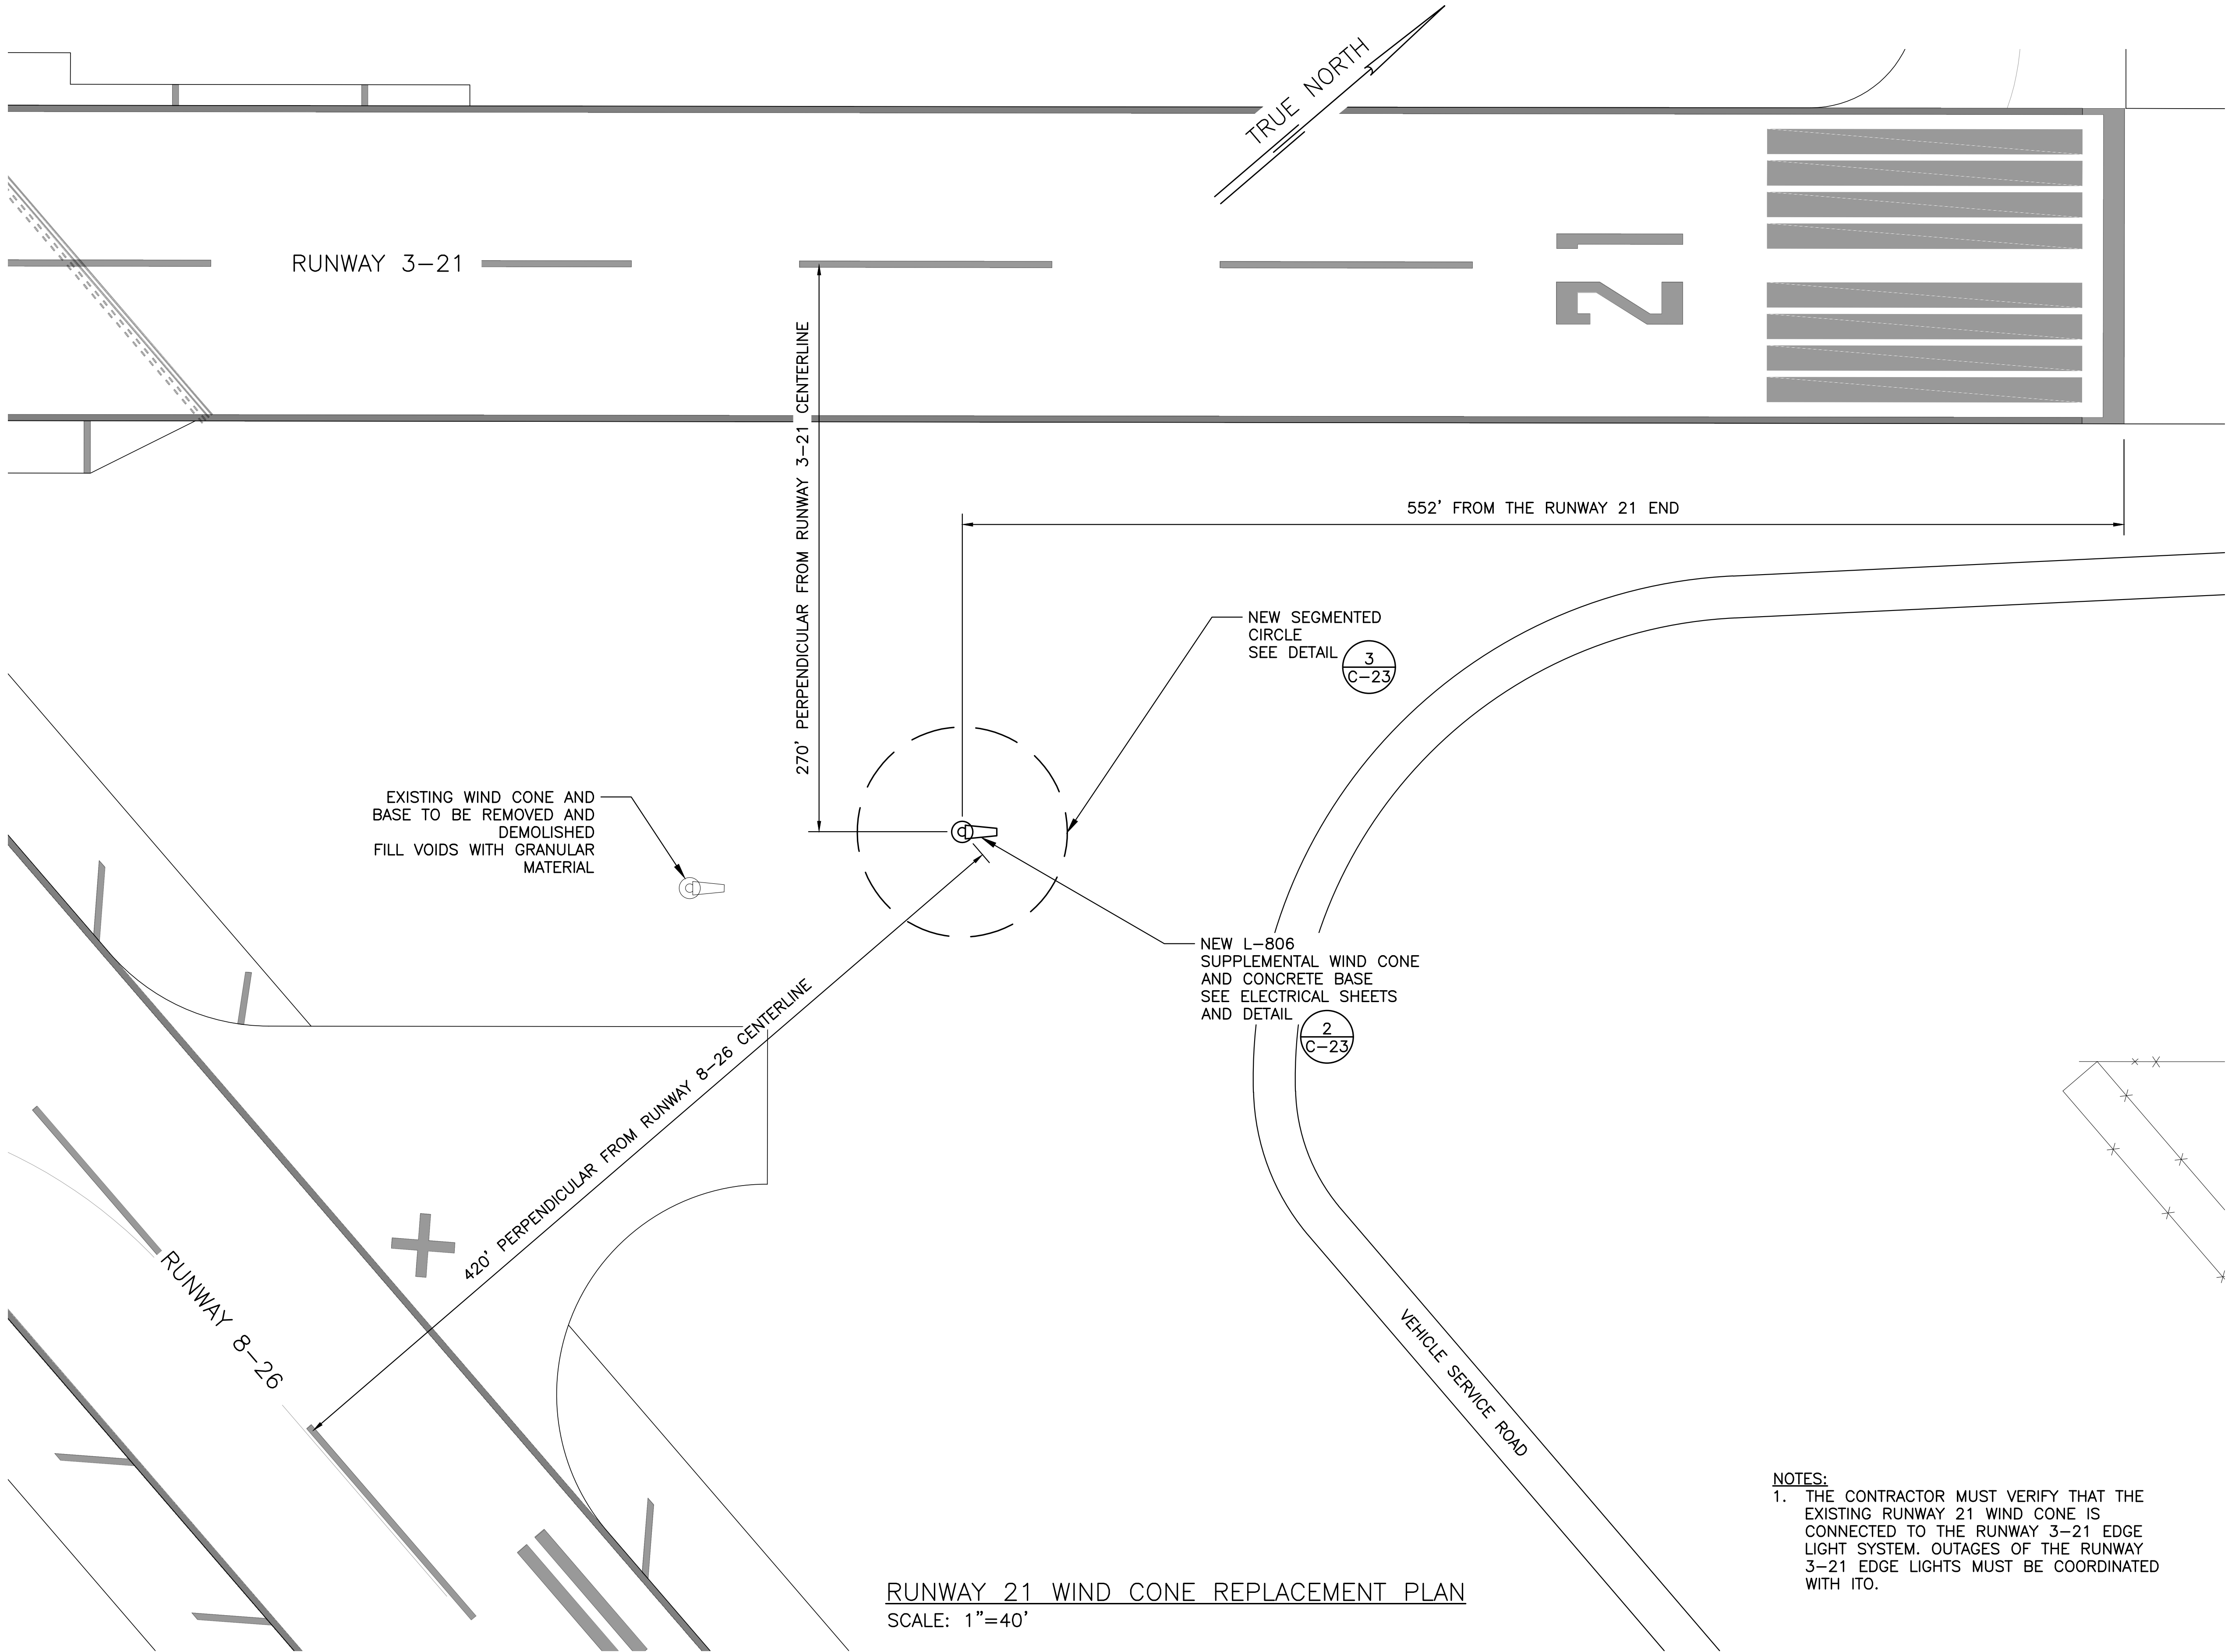 TRUE NORTH
RUNWAY 3-21
21
270' PERPENDICULAR FROM RUNWAY 3-21 CENTERLINE
552' FROM THE RUNWAY 21 END
NEW SEGMENTED
CIRCLE
SEE DETAIL
3
C-23
EXISTING WIND CONE AND
BASE TO BE REMOVED AND
DEMOLISHED
FILL VOIDS WITH GRANULAR
MATERIAL
NEW L-806
SUPPLEMENTAL WIND CONE
AND CONCRETE BASE
SEE ELECTRICAL SHEETS
AND DETAIL
2
C-23
420' PERPENDICULAR FROM RUNWAY 8-26 CENTERLINE
RUNWAY 8-26
VEHICLE SERVICE ROAD
NOTES:
1. THE CONTRACTOR MUST VERIFY THAT THE
EXISTING RUNWAY 21 WIND CONE IS
CONNECTED TO THE RUNWAY 3-21 EDGE
LIGHT SYSTEM. OUTAGES OF THE RUNWAY
3-21 EDGE LIGHTS MUST BE COORDINATED
WITH ITO.
RUNWAY 21 WIND CONE REPLACEMENT PLAN
SCALE: 1"=40'